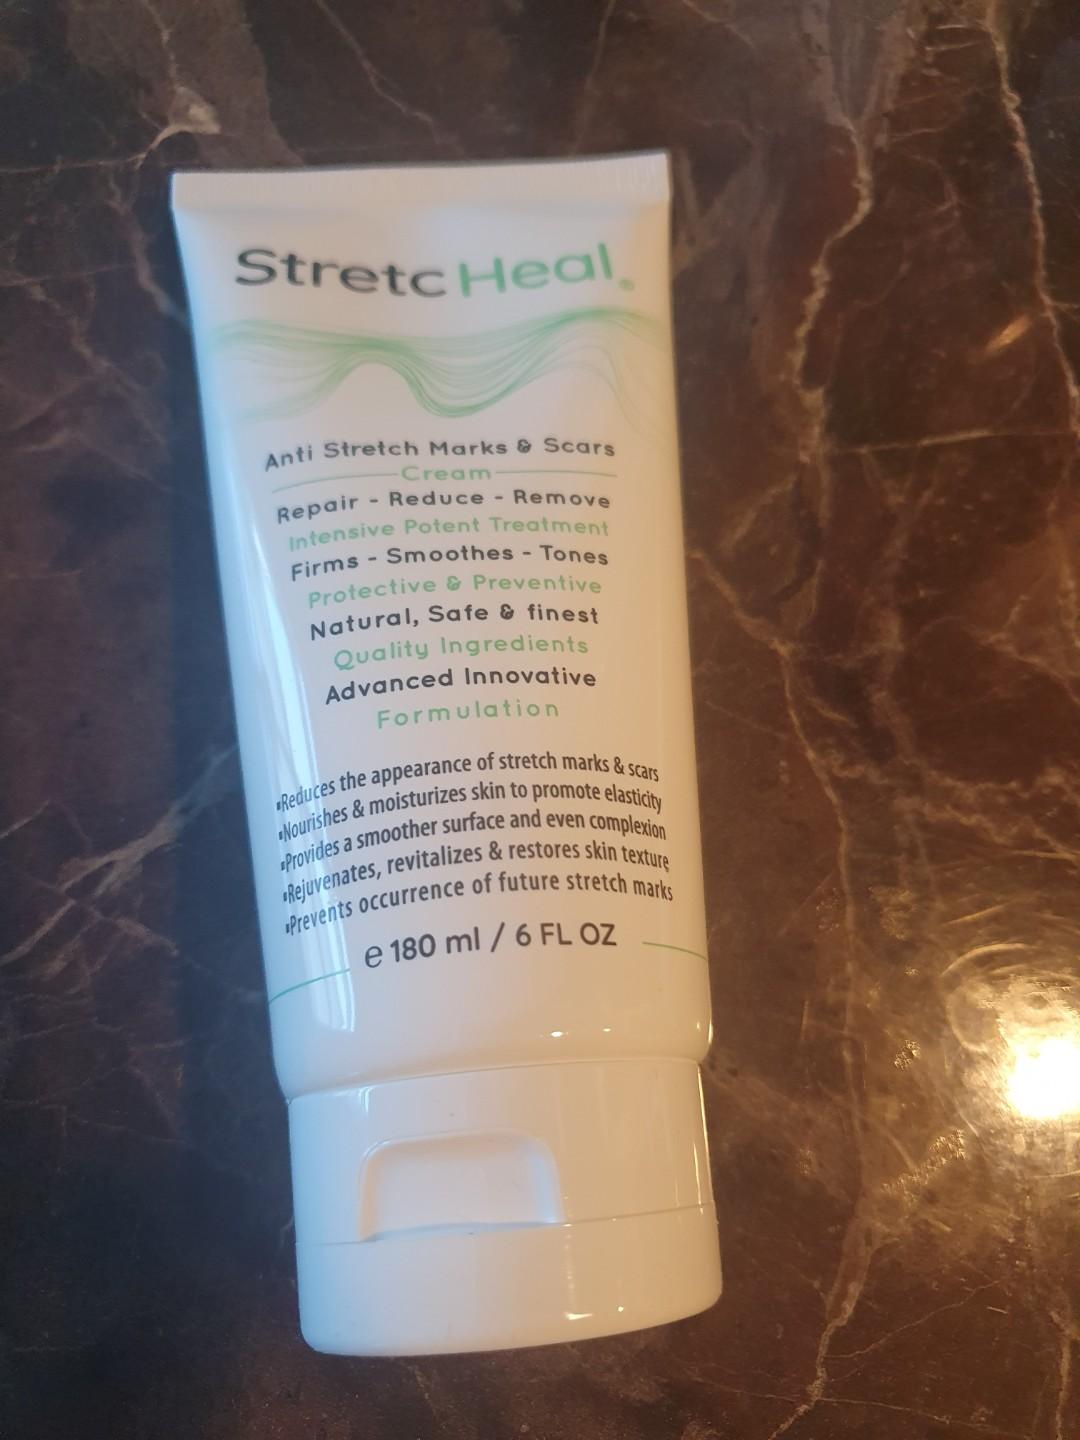 StretcHeal®
Anti Stretch Marks & Scars
Cream
Repair - Reduce - Remove
Intensive Potent Treatment
Firms - Smoothes - Tones
Protective & Preventive
Natural, Safe & finest
Quality Ingredients
Advanced Innovative
Formulation
▪Reduces the appearance of stretch marks & scars
▪Nourishes & moisturizes skin to promote elasticity
▪Provides a smoother surface and even complexion
▪Rejuvenates, revitalizes & restores skin texture
▪Prevents occurrence of future stretch marks
℮ 180 ml / 6 FL OZ